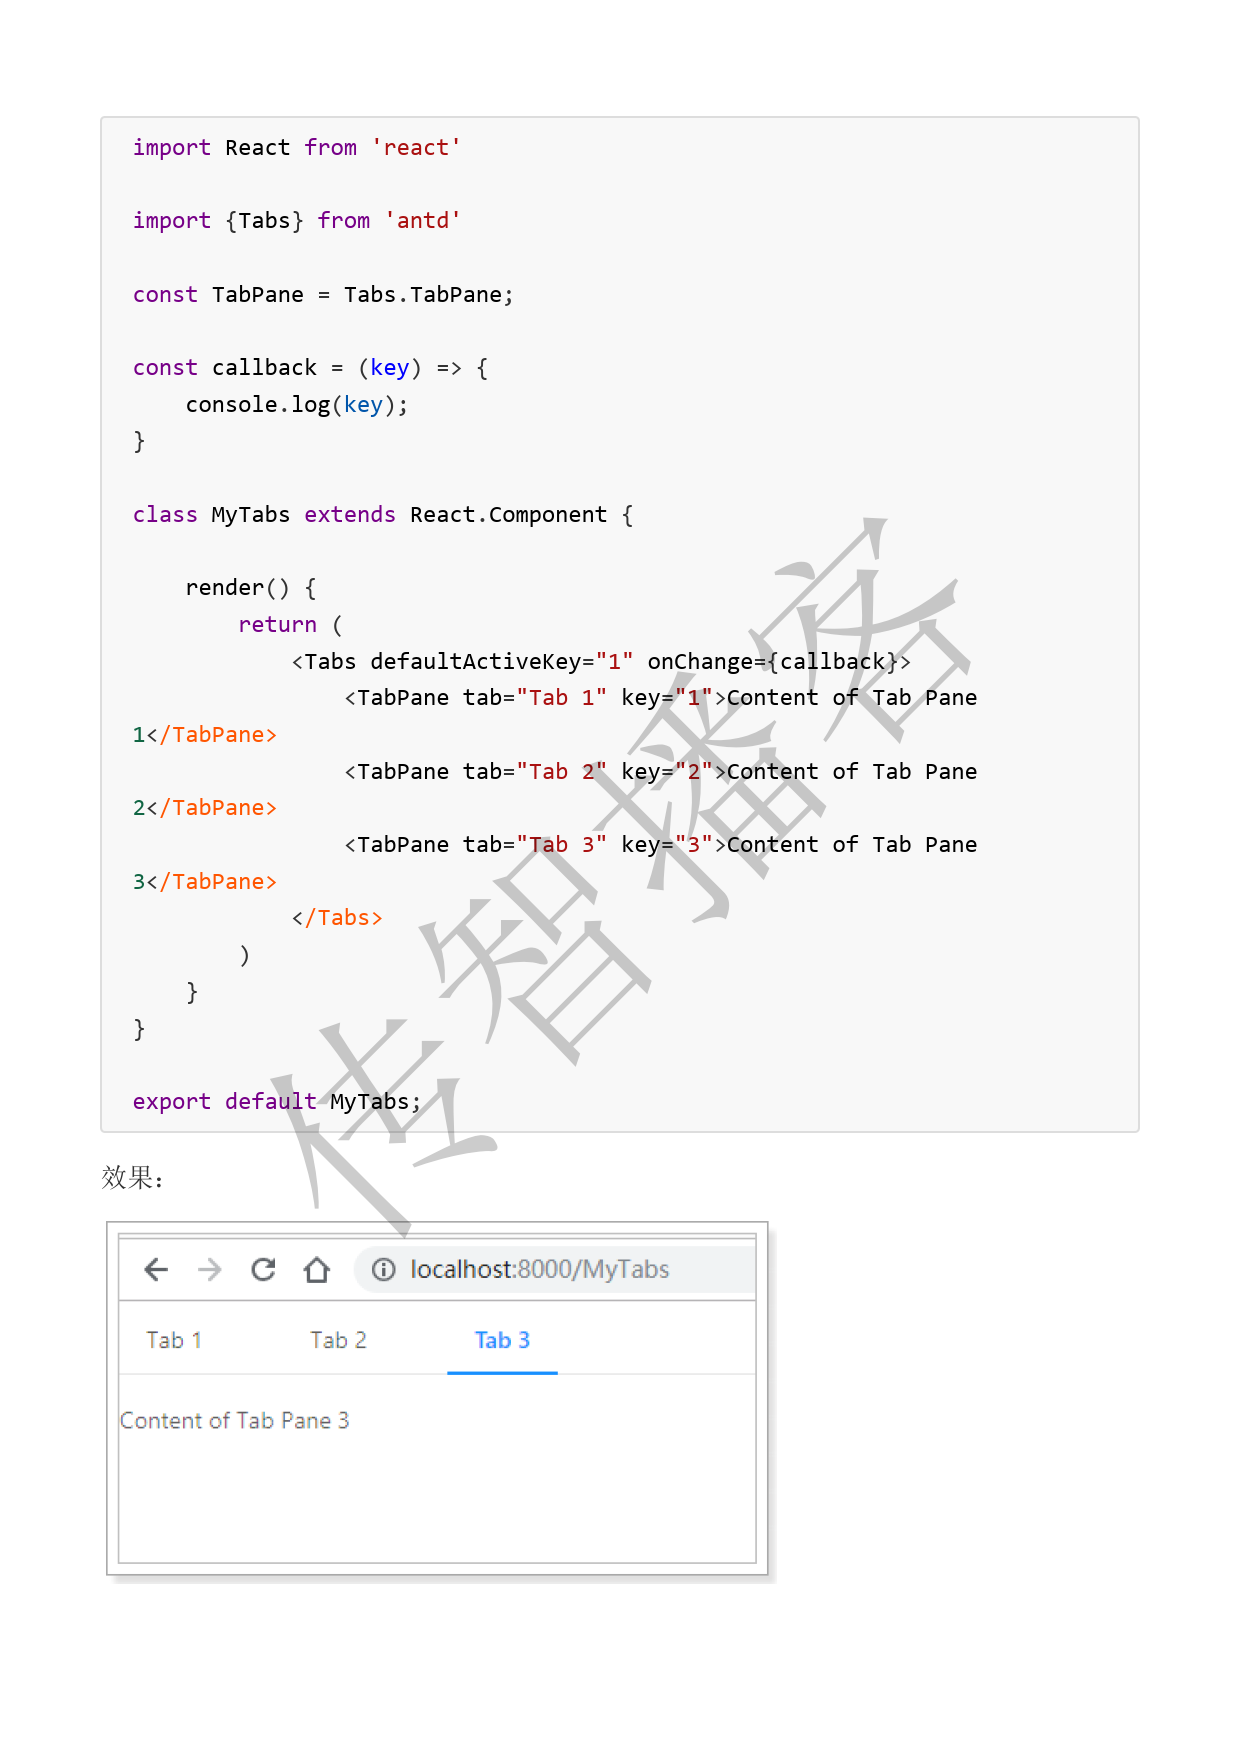 import React from 'react'
import {Tabs} from 'antd'
const TabPane = Tabs.TabPane;
const callback = (key) => {
    console.log(key);
}
class MyTabs extends React.Component {
    render() {
        return (
            <Tabs defaultActiveKey="1" onChange={callback}>
                <TabPane tab="Tab 1" key="1">Content of Tab Pane
1</TabPane>
                <TabPane tab="Tab 2" key="2">Content of Tab Pane
2</TabPane>
                <TabPane tab="Tab 3" key="3">Content of Tab Pane
3</TabPane>
            </Tabs>
        )
    }
}
export default MyTabs;
传智播客
效果：
localhost:8000/MyTabs
Tab 1 Tab 2 Tab 3
Content of Tab Pane 3